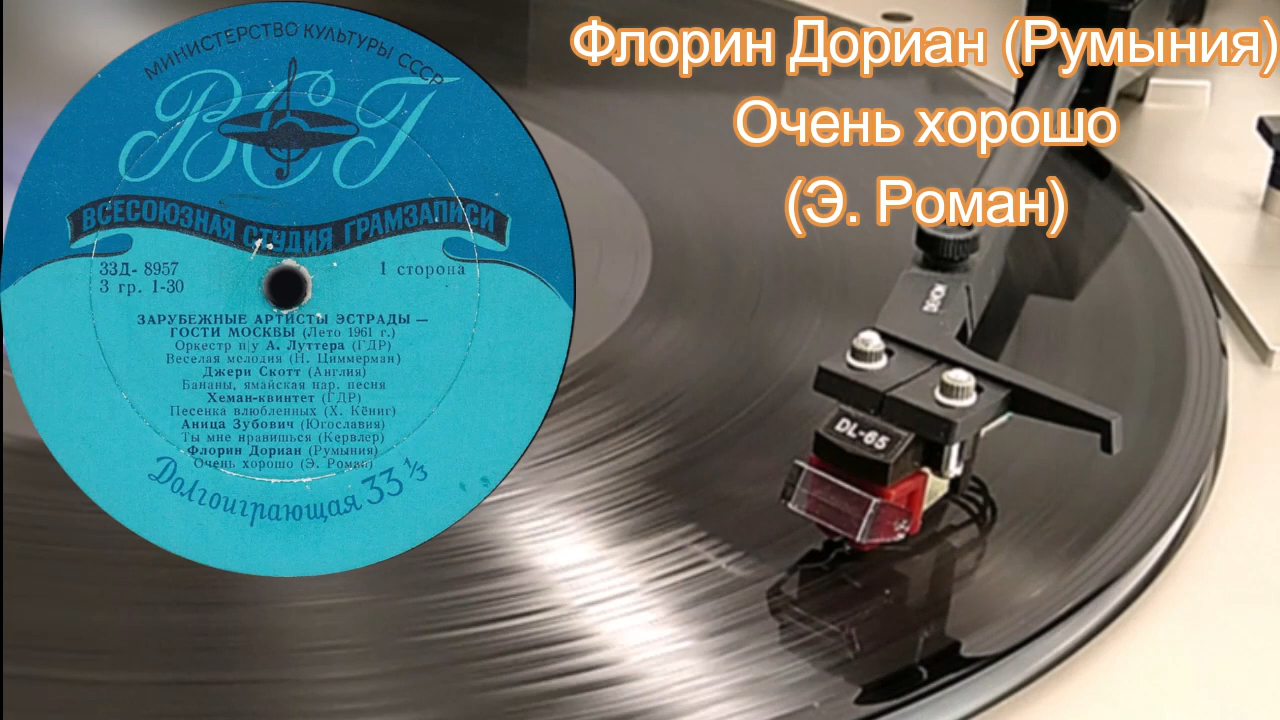 МИНИСТЕРСТВО КУЛЬТУРЫ СССР
ВСГ
ВСЕСОЮЗНАЯ СТУДИЯ ГРАМЗАПИСИ
33Д- 8957
1 сторона
3 гр. 1-30
ЗАРУБЕЖНЫЕ АРТИСТЫ ЭСТРАДЫ —
ГОСТИ МОСКВЫ (Лето 1961 г.)
Оркестр п/у А. Луттера (ГДР)
Веселая мелодия (Н. Циммерман)
Джери Скотт (Англия)
Бананы, ямайская нар. песня
Хеман-квинтет (ГДР)
Песенка влюбленных (Х. Кёниг)
Аница Зубович (Югославия)
Ты мне нравишься (Кервлер)
Флорин Дориан (Румыния)
Очень хорошо (Э. Роман)
Долгоиграющая 33 1/3
Флорин Дориан (Румыния)
Очень хорошо
(Э. Роман)
DENON
DL-65